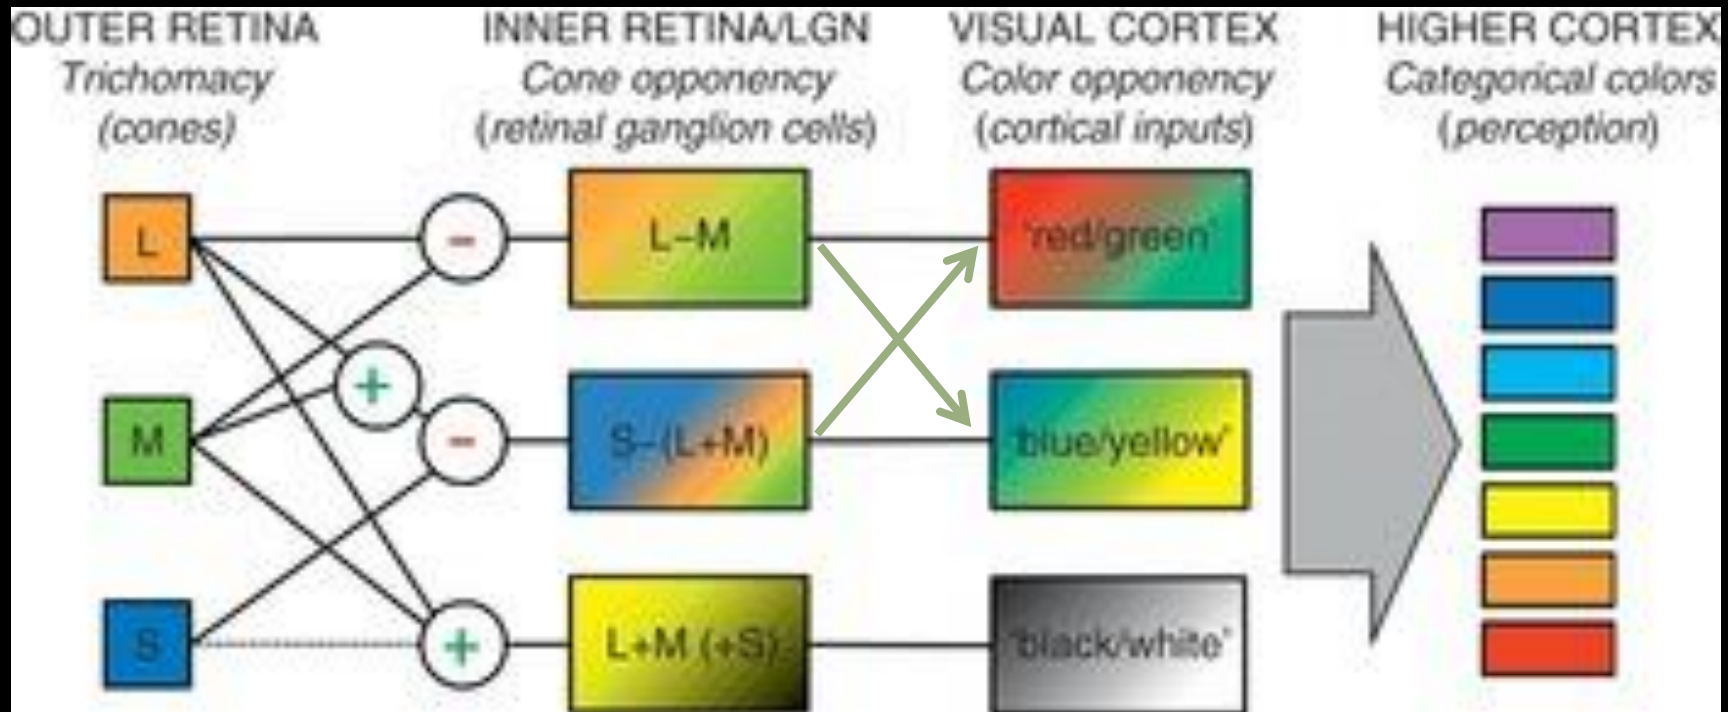 OUTER RETINA
Trichomacy
(cones)
INNER RETINA/LGN
Cone opponency
(retinal ganglion cells)
VISUAL CORTEX
Color opponency
(cortical inputs)
HIGHER CORTEX
Categorical colors
(perception)
L
-
L-M
'red/green'
+
M
-
S-(L+M)
'blue/yellow'
S
+
L+M (+S)
'black/white'